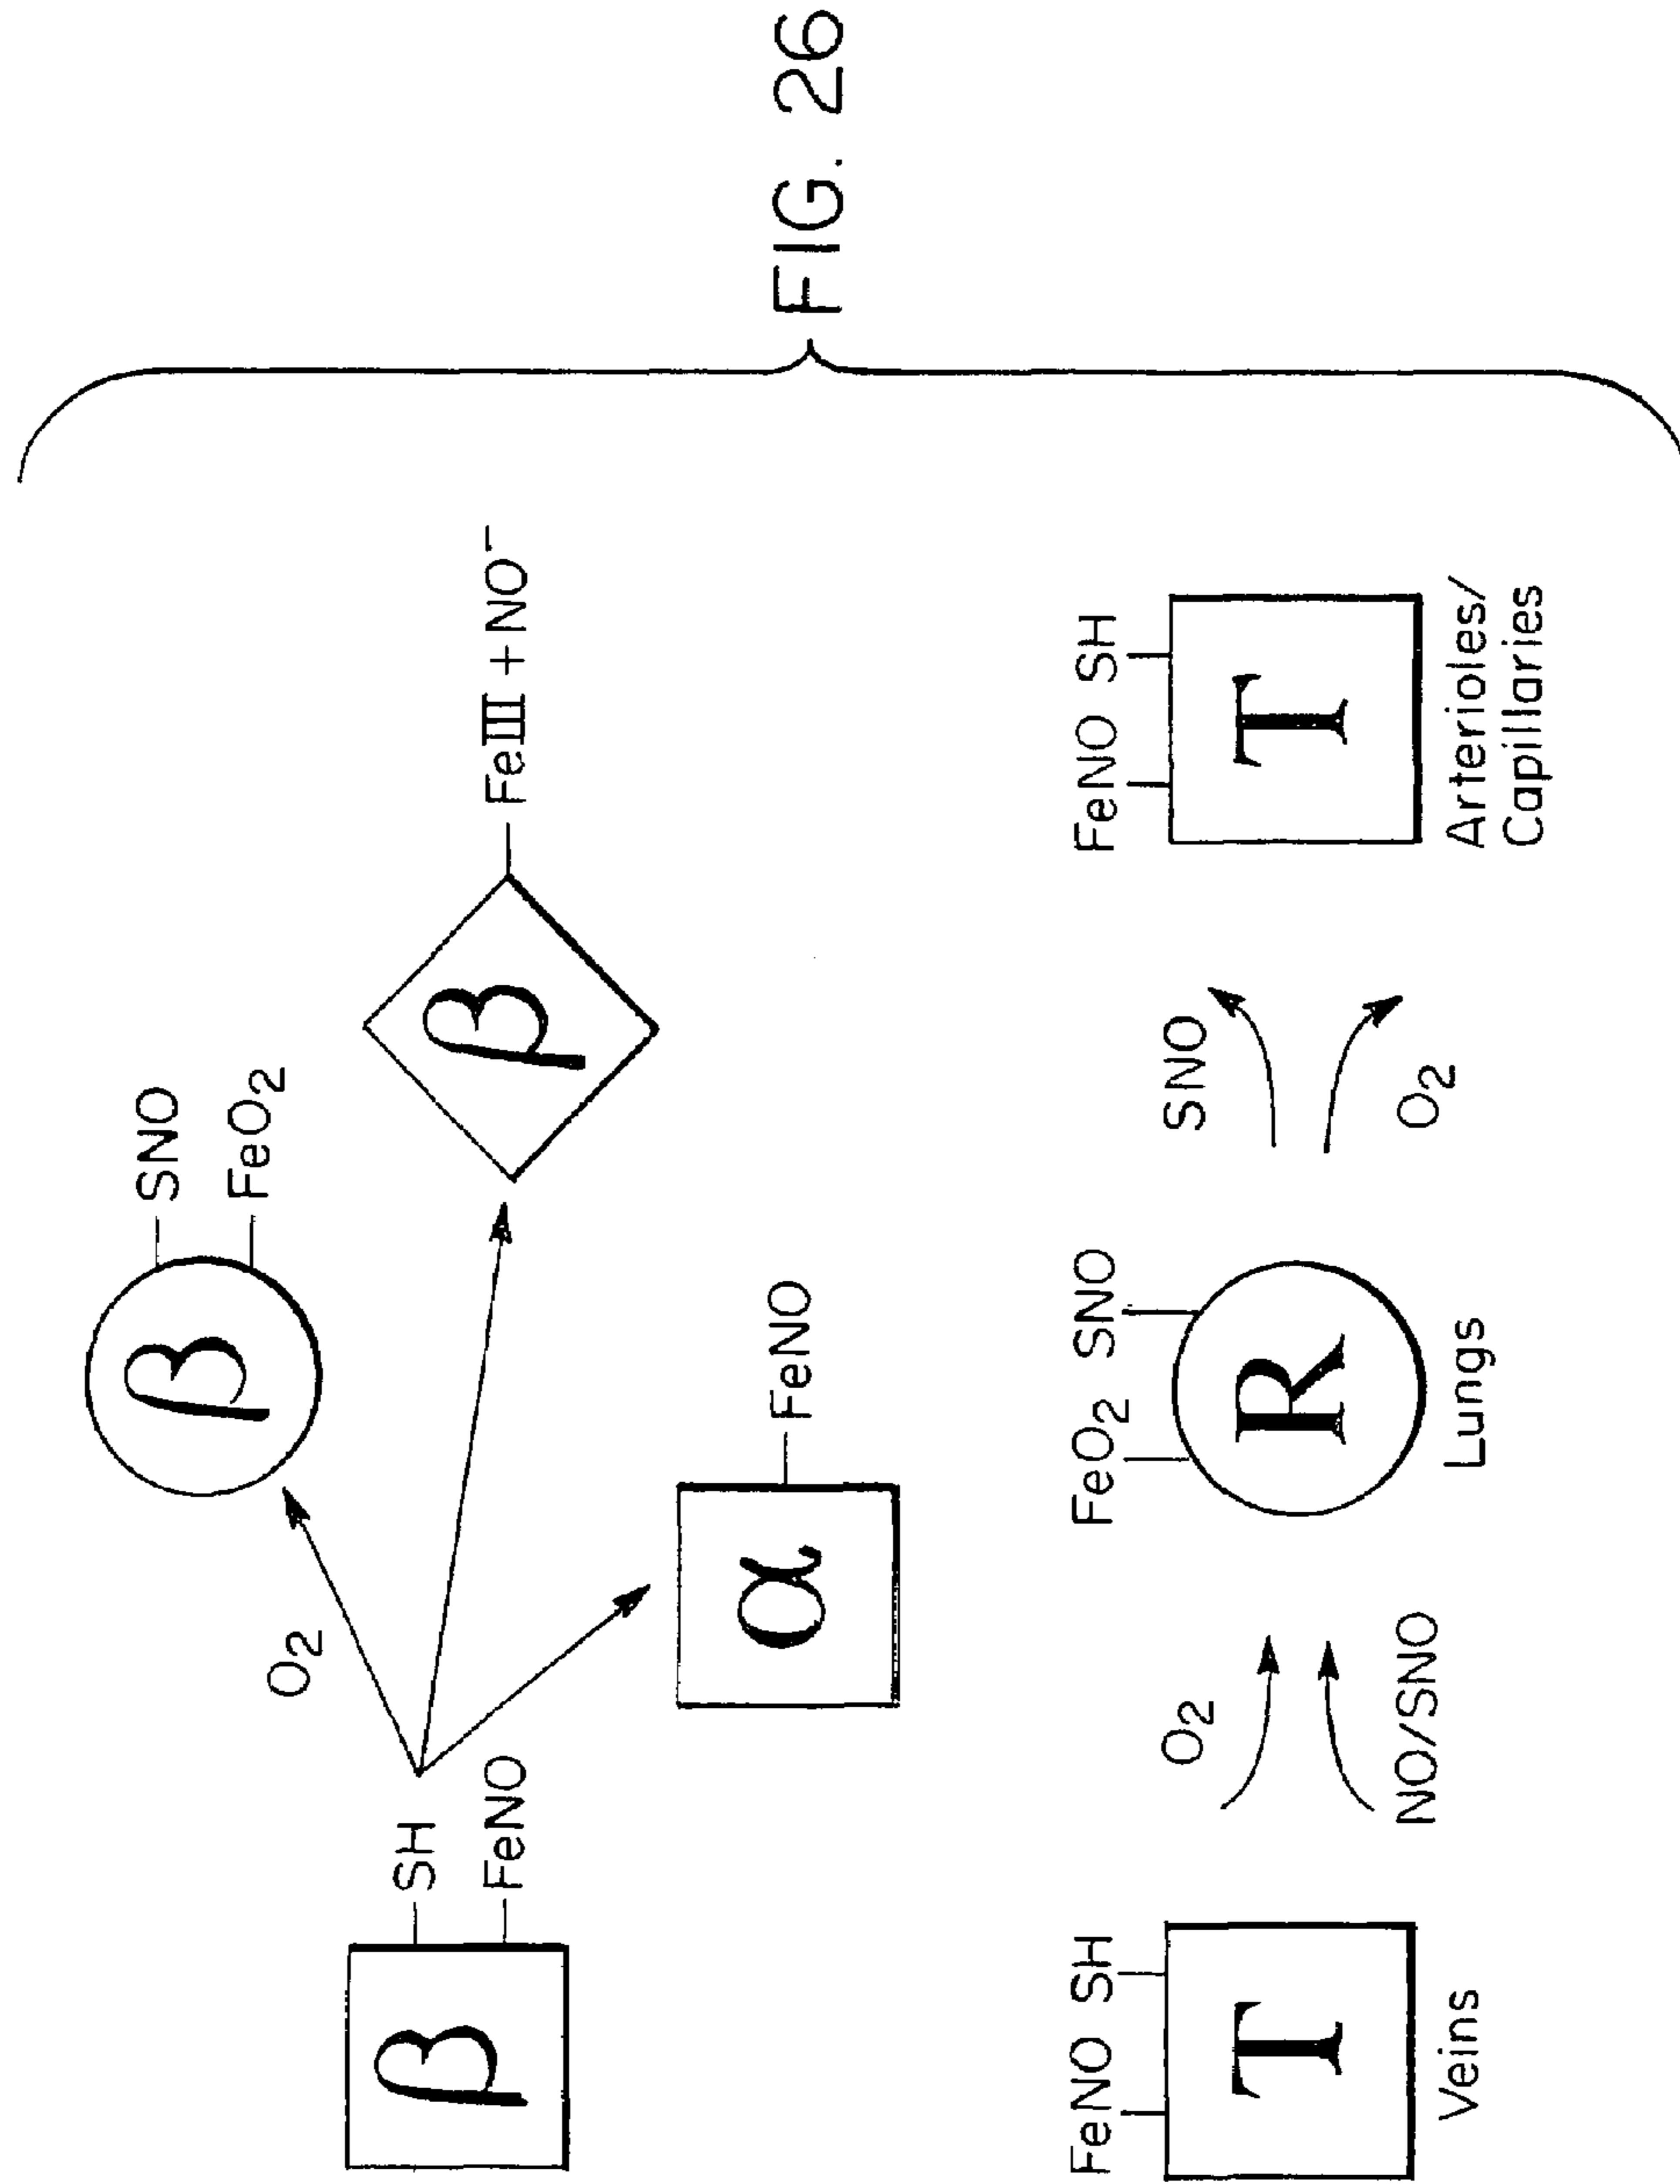 SNO
FeO2
β
O2
SH
FeNO
β
β
FeIII + NO−
α
FeNO
FeNO SH
T
Veins
O2
NO/SNO
FeO2 SNO
R
Lungs
SNO
O2
FeNO SH
T
Arterioles/
Capillaries
FIG. 26